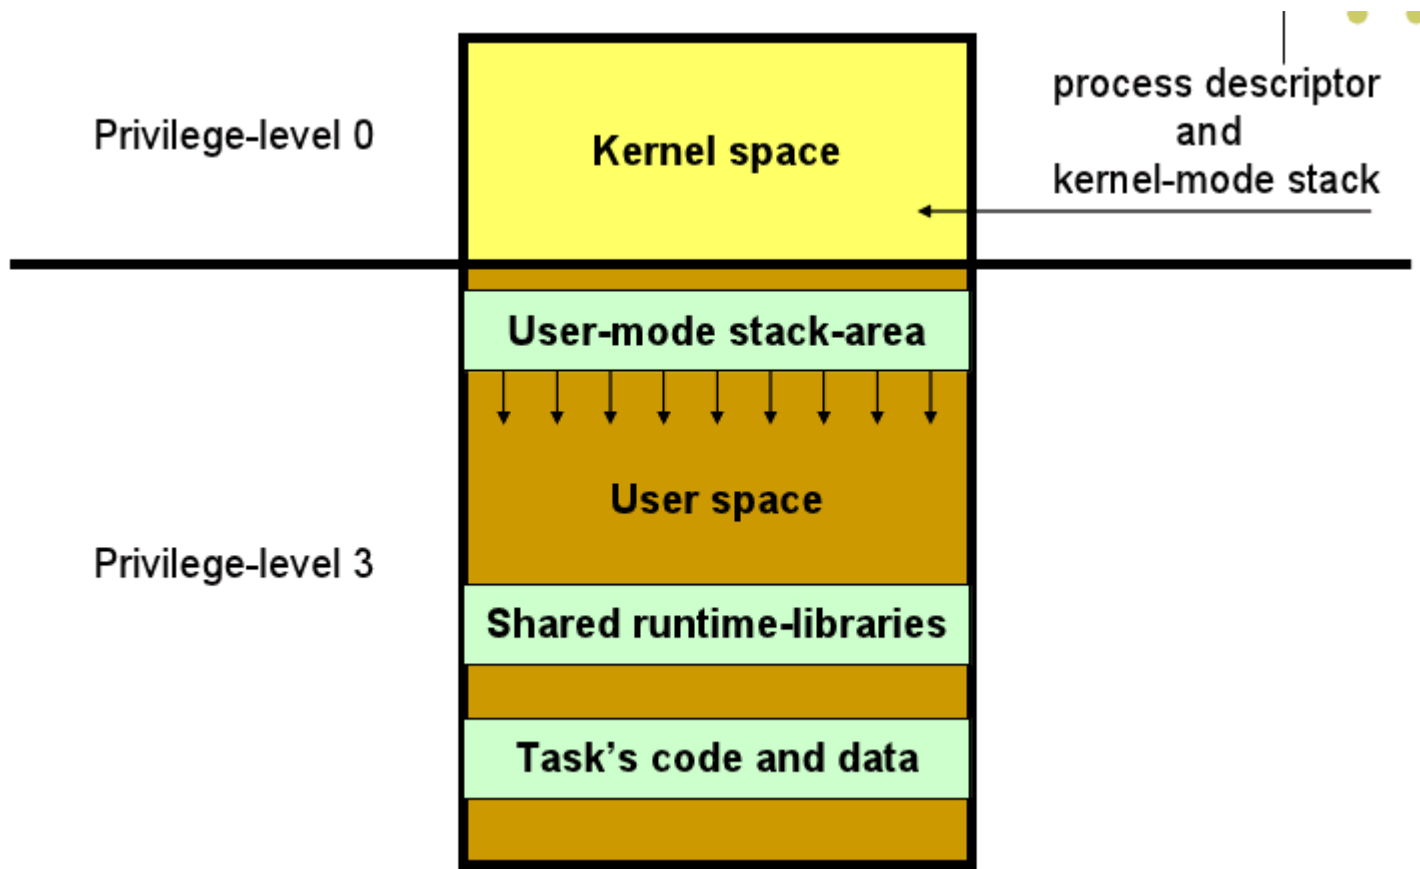 Privilege-level 0
Kernel space
process descriptor
and
kernel-mode stack
User-mode stack-area
User space
Privilege-level 3
Shared runtime-libraries
Task’s code and data